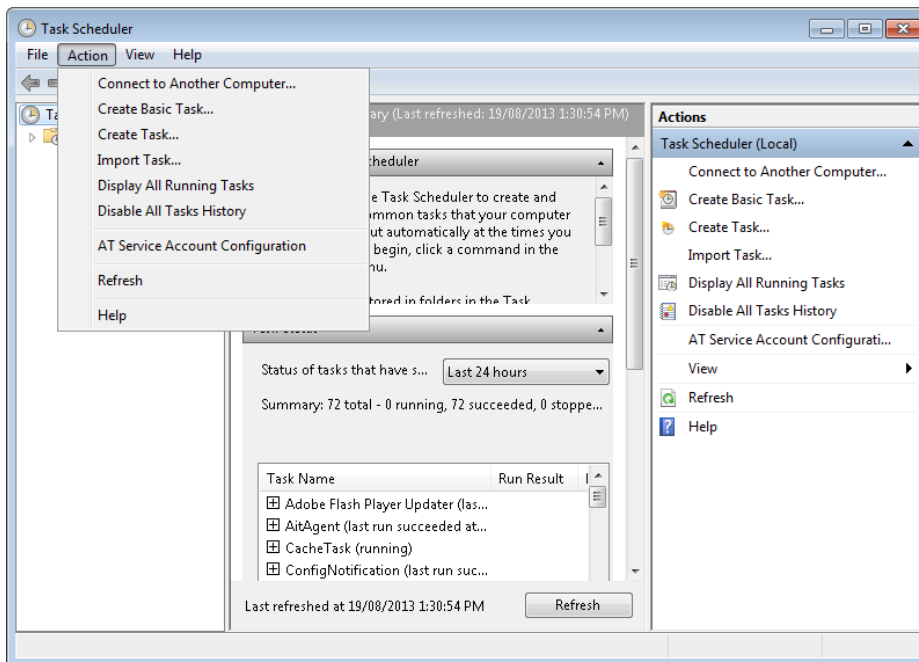 Task Scheduler
File Action View Help
Connect to Another Computer...
Create Basic Task...
Create Task...
Import Task...
Display All Running Tasks
Disable All Tasks History
AT Service Account Configuration
Refresh
Help
(Last refreshed: 19/08/2013 1:30:54 PM)
Task Scheduler to create and
tasks that your computer
automatically at the times you
begin, click a command in the
in folders in the Task
Status of tasks that have s... Last 24 hours
Summary: 72 total - 0 running, 72 succeeded, 0 stoppe...
Task Name Run Result
Adobe Flash Player Updater (las...
AitAgent (last run succeeded at...
CacheTask (running)
ConfigNotification (last run suc...
Last refreshed at 19/08/2013 1:30:54 PM Refresh
Actions
Task Scheduler (Local)
Connect to Another Computer...
Create Basic Task...
Create Task...
Import Task...
Display All Running Tasks
Disable All Tasks History
AT Service Account Configurati...
View
Refresh
Help